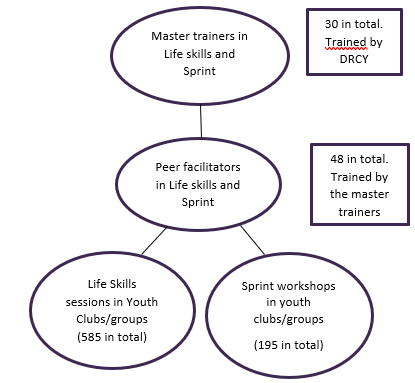 Master trainers in
Life skills and
Sprint
30 in total.
Trained by
DRCY
Peer facilitators
in Life skills and
Sprint
48 in total.
Trained by
the master
trainers
Life Skills
sessions in Youth
Clubs/groups
(585 in total)
Sprint workshops
in youth
clubs/groups
(195 in total)